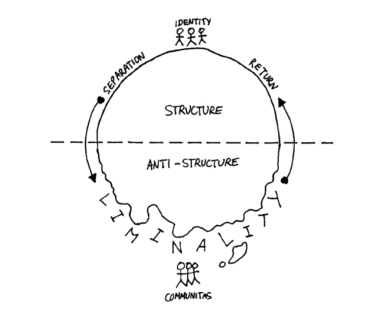 IDENTITY
SEPARATION
RETURN
STRUCTURE
ANTI-STRUCTURE
LIMINALITY
COMMUNITAS